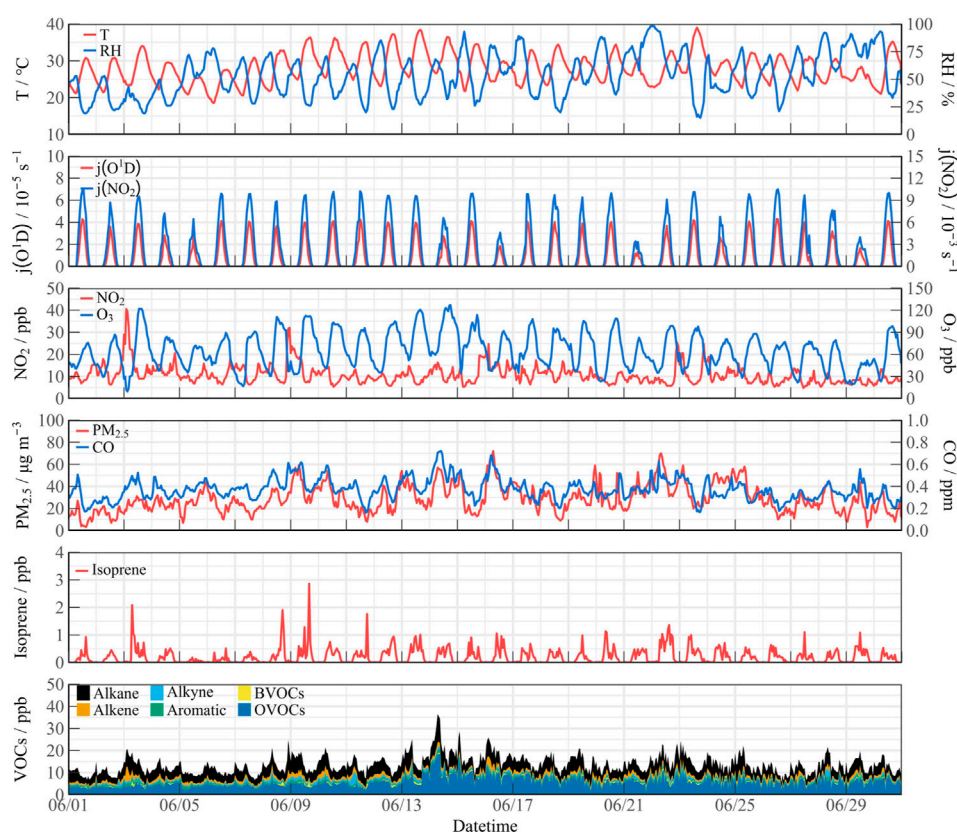 T / °C
40
30
20
10
T
RH
100
75
50
25
0
RH / %
j(O¹D) / 10⁻⁵ s⁻¹
10
8
6
4
2
0
j(O¹D)
j(NO₂)
15
12
9
6
3
0
j(NO₂) / 10⁻³ s⁻¹
NO₂ / ppb
50
40
30
20
10
0
NO₂
O₃
150
120
90
60
30
0
O₃ / ppb
PM₂.₅ / μg m⁻³
100
80
60
40
20
0
PM₂.₅
CO
1.0
0.8
0.6
0.4
0.2
0.0
CO / ppm
Isoprene / ppb
4
3
2
1
0
Isoprene
VOCs / ppb
50
40
30
20
10
0
Alkane Alkyne BVOCs
Alkene Aromatic OVOCs
06/01 06/05 06/09 06/13 06/17 06/21 06/25 06/29
Datetime